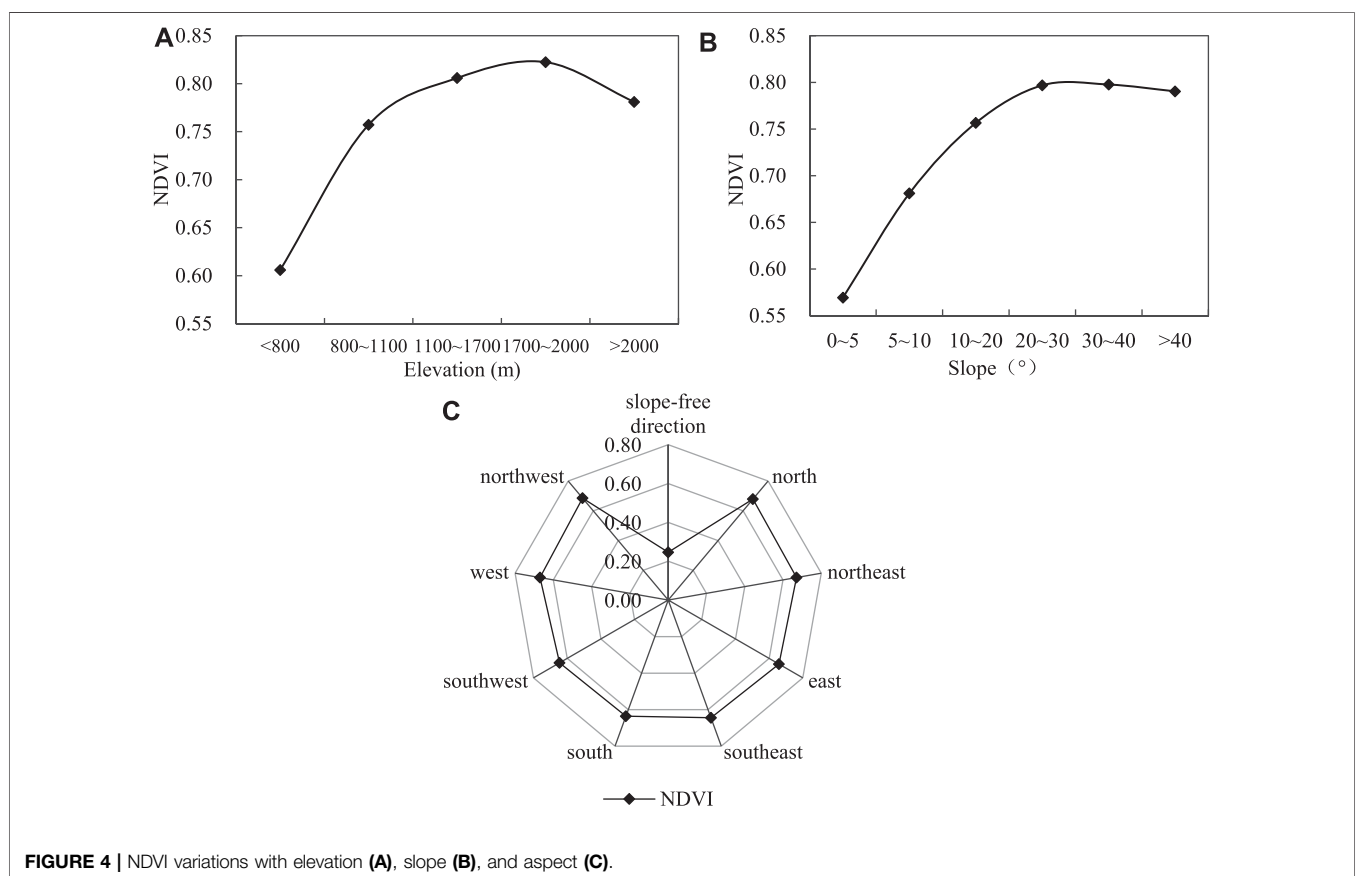 A
0.85
0.80
0.75
0.70
0.65
0.60
0.55
NDVI
<800 800~1100 1100~1700 1700~2000 >2000
Elevation (m)
B
0.85
0.80
0.75
0.70
0.65
0.60
0.55
NDVI
0~5 5~10 10~20 20~30 30~40 >40
Slope（°）
C
slope-free
direction
0.80
0.60
0.40
0.20
0.00
north
northeast
east
southeast
south
southwest
west
northwest
NDVI
FIGURE 4 | NDVI variations with elevation (A), slope (B), and aspect (C).